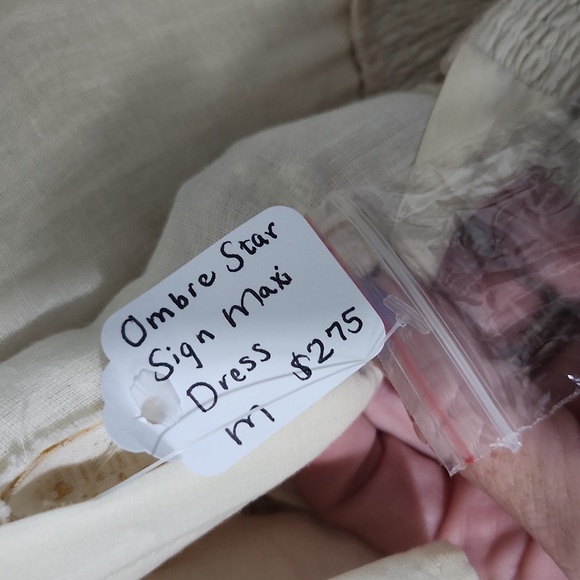 Ombre Star
Sign Maxi
Dress
M $275